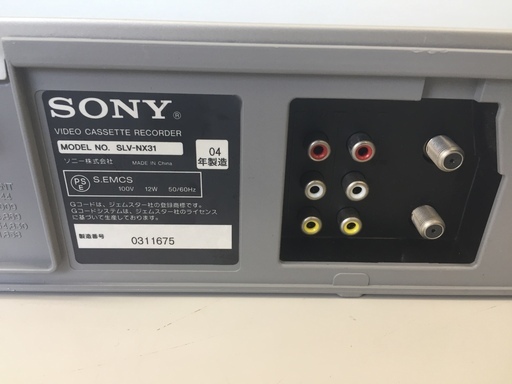 SONY®
VIDEO CASSETTE RECORDER
MODEL NO. SLV-NX31
ソニー株式会社
MADE IN China
04
年製造
PSE
S.EMCS
100V 12W 50/60Hz
Gコードは、ジェムスター社の登録商標です。
Gコードシステムは、ジェムスター社のライセンス
に基づいて生産しております。
製造番号
0311675